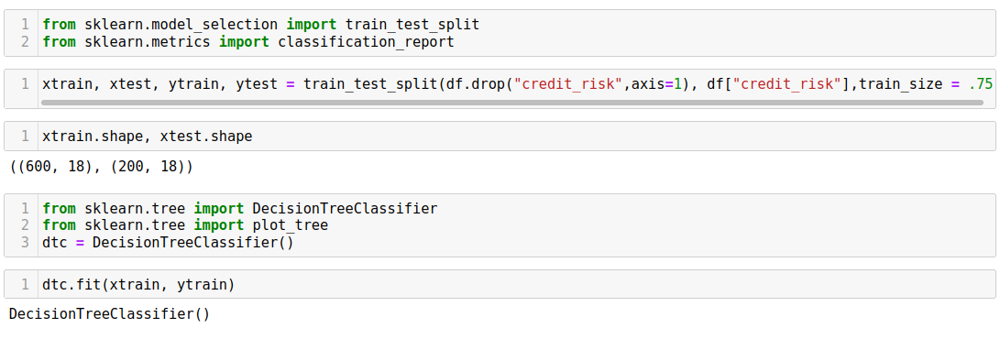 1 from sklearn.model_selection import train_test_split
2 from sklearn.metrics import classification_report
1 xtrain, xtest, ytrain, ytest = train_test_split(df.drop("credit_risk",axis=1), df["credit_risk"],train_size = .75
1 xtrain.shape, xtest.shape
((600, 18), (200, 18))
1 from sklearn.tree import DecisionTreeClassifier
2 from sklearn.tree import plot_tree
3 dtc = DecisionTreeClassifier()
1 dtc.fit(xtrain, ytrain)
DecisionTreeClassifier()